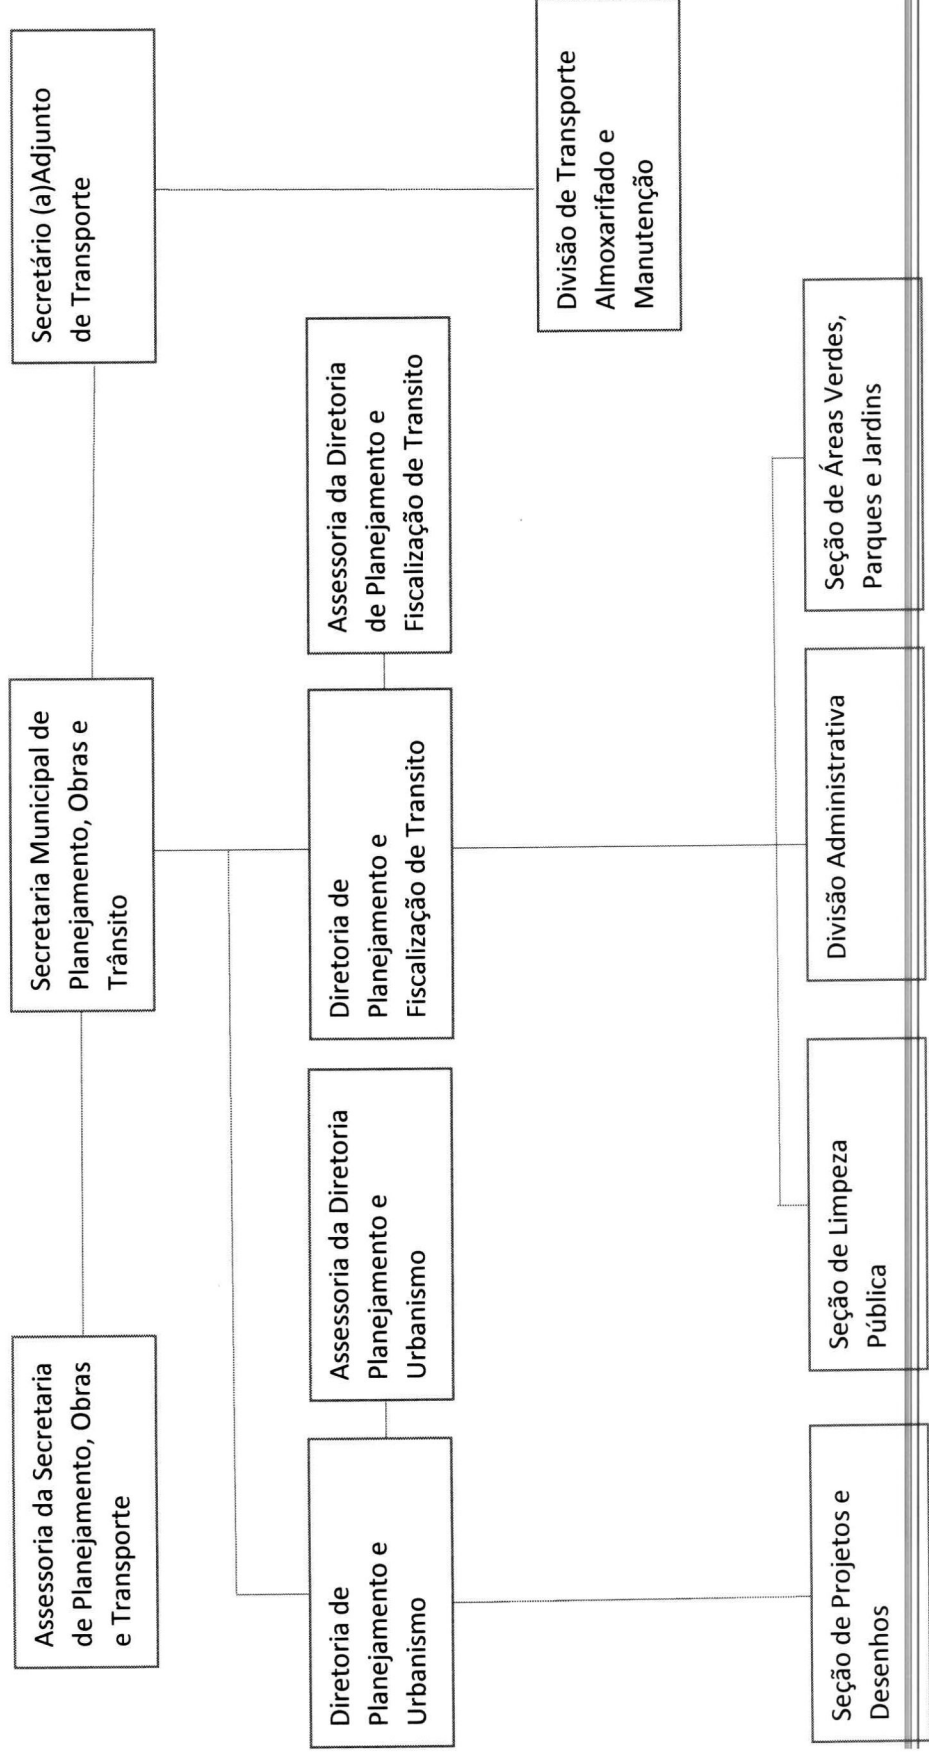 Assessoria da Secretaria
de Planejamento, Obras
e Transporte
Secretaria Municipal de
Planejamento, Obras e
Trânsito
Secretário (a)Adjunto
de Transporte
Diretoria de
Planejamento e
Urbanismo
Assessoria da Diretoria
Planejamento e
Urbanismo
Diretoria de
Planejamento e
Fiscalização de Transito
Assessoria da Diretoria
de Planejamento e
Fiscalização de Transito
Divisão de Transporte
Almoxarifado e
Manutenção
Seção de Projetos e
Desenhos
Seção de Limpeza
Pública
Divisão Administrativa
Seção de Áreas Verdes,
Parques e Jardins